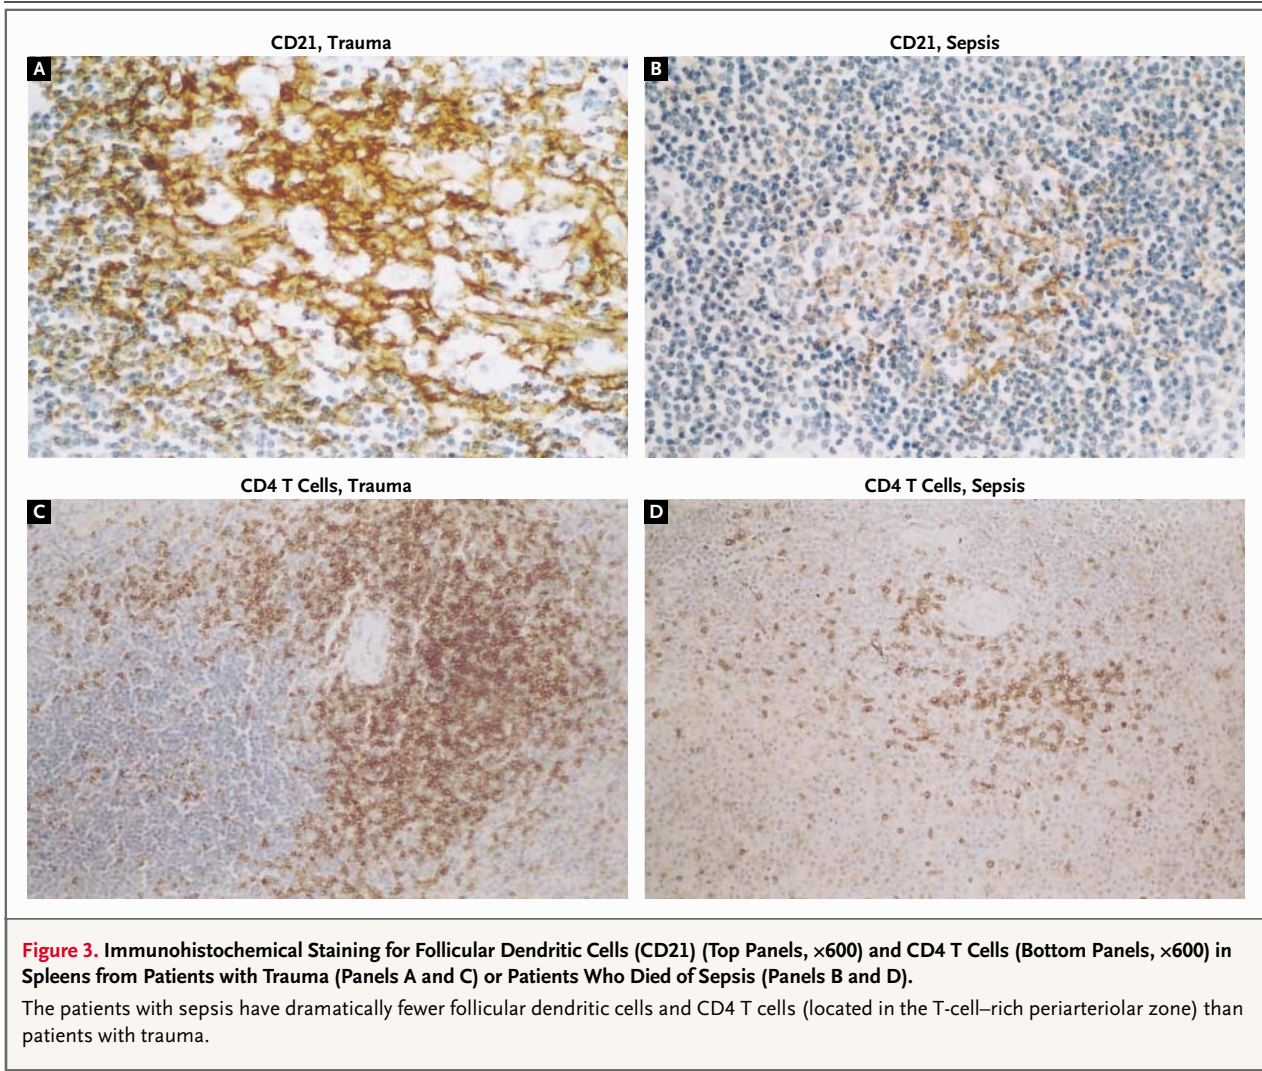 CD21, Trauma
CD21, Sepsis
A
B
CD4 T Cells, Trauma
CD4 T Cells, Sepsis
C
D
Figure 3. Immunohistochemical Staining for Follicular Dendritic Cells (CD21) (Top Panels, ×600) and CD4 T Cells (Bottom Panels, ×600) in
Spleens from Patients with Trauma (Panels A and C) or Patients Who Died of Sepsis (Panels B and D).
The patients with sepsis have dramatically fewer follicular dendritic cells and CD4 T cells (located in the T-cell–rich periarteriolar zone) than
patients with trauma.